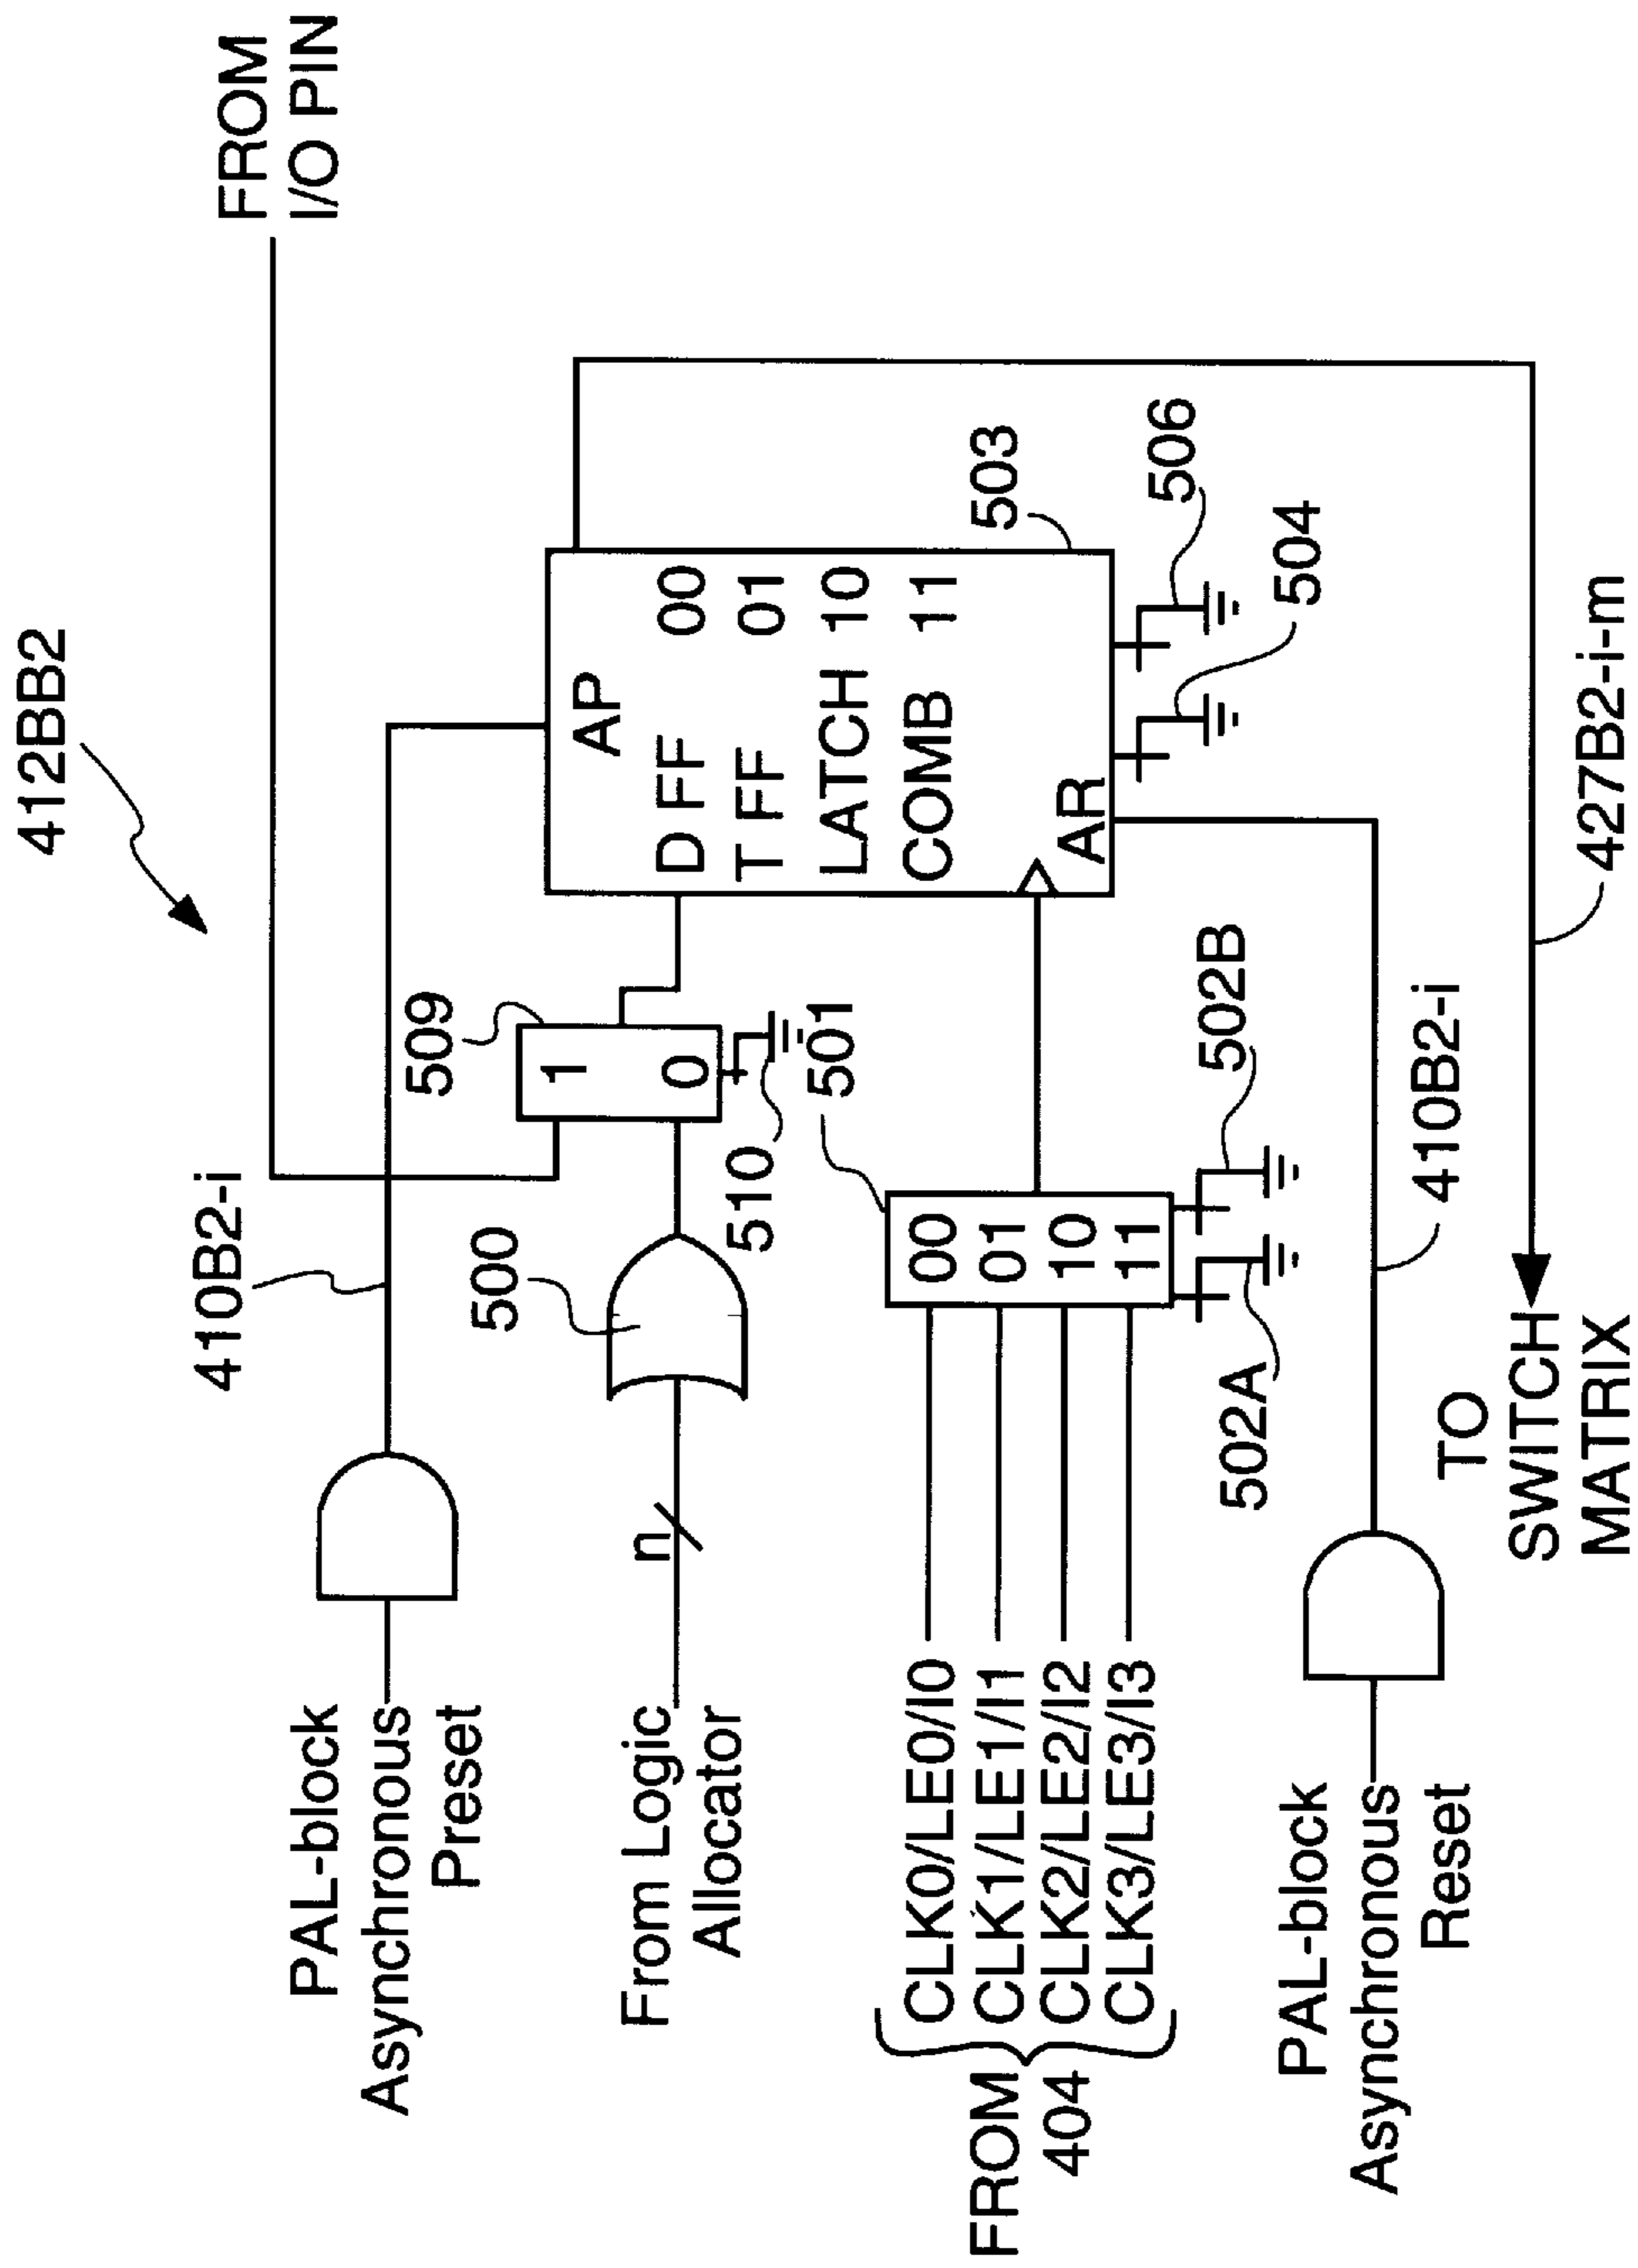 412BB2
FROM
I/O PIN
410B2-i
PAL-block
Asynchronous
Preset
509
1
0
510
500
n
From Logic
Allocator
AP
D FF 00
T FF 01
LATCH 10
COMB 11
AR
503
506
504
501
00
01
10
11
502A
502B
FROM
404
CLK0/LE0/I0
CLK1/LE1/I1
CLK2/LE2/I2
CLK3/LE3/I3
PAL-block
Asynchronous
Reset
410B2-i
TO
SWITCH
MATRIX
427B2-i-m